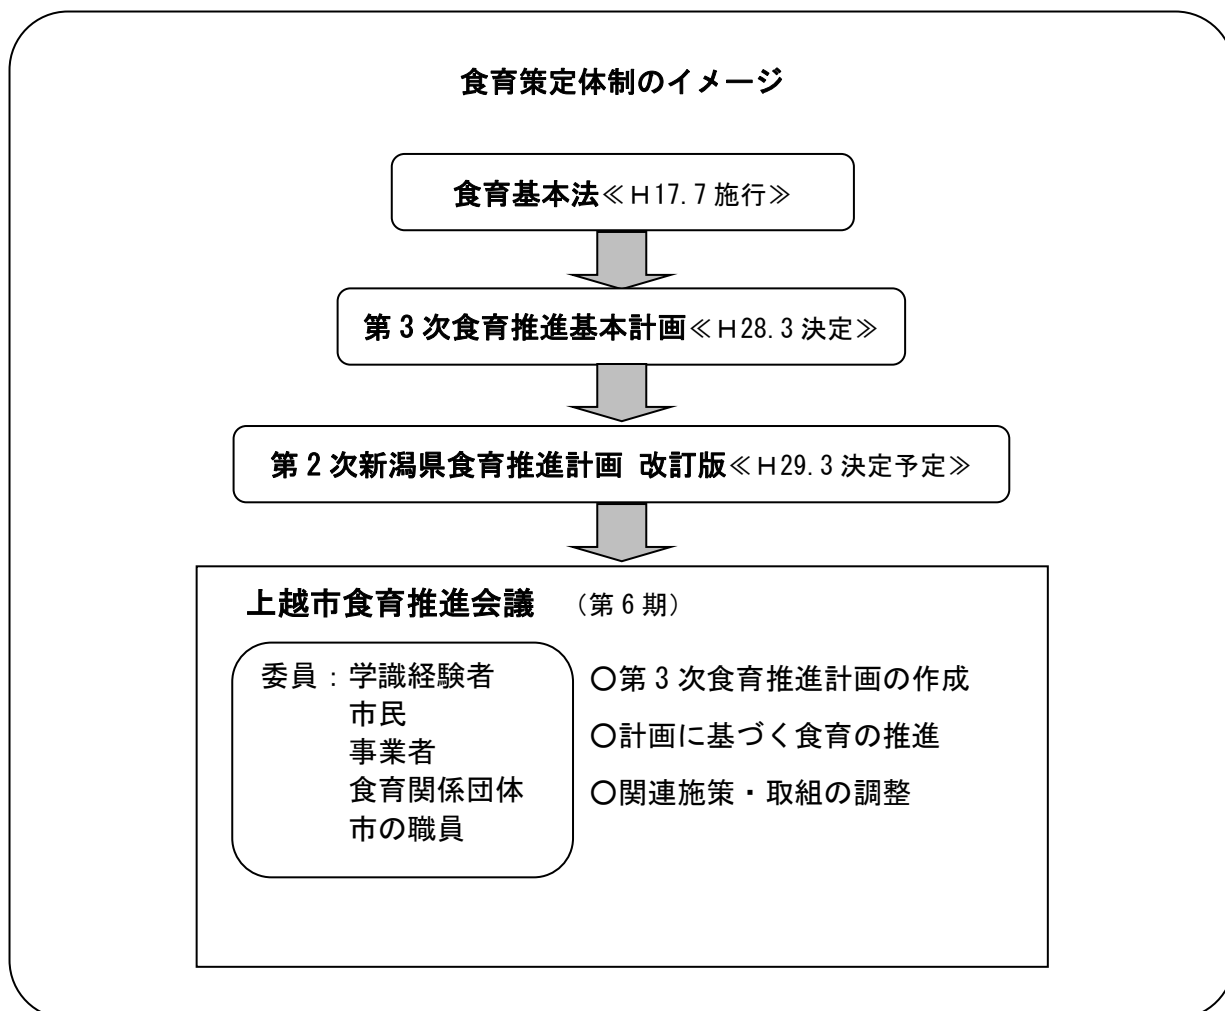 食育策定体制のイメージ
食育基本法≪H17.7 施行≫
第 3 次食育推進基本計画≪H28.3 決定≫
第 2 次新潟県食育推進計画 改訂版≪H29.3 決定予定≫
上越市食育推進会議 (第 6 期)
委員：学識経験者
市民
事業者
食育関係団体
市の職員
○第 3 次食育推進計画の作成
○計画に基づく食育の推進
○関連施策・取組の調整